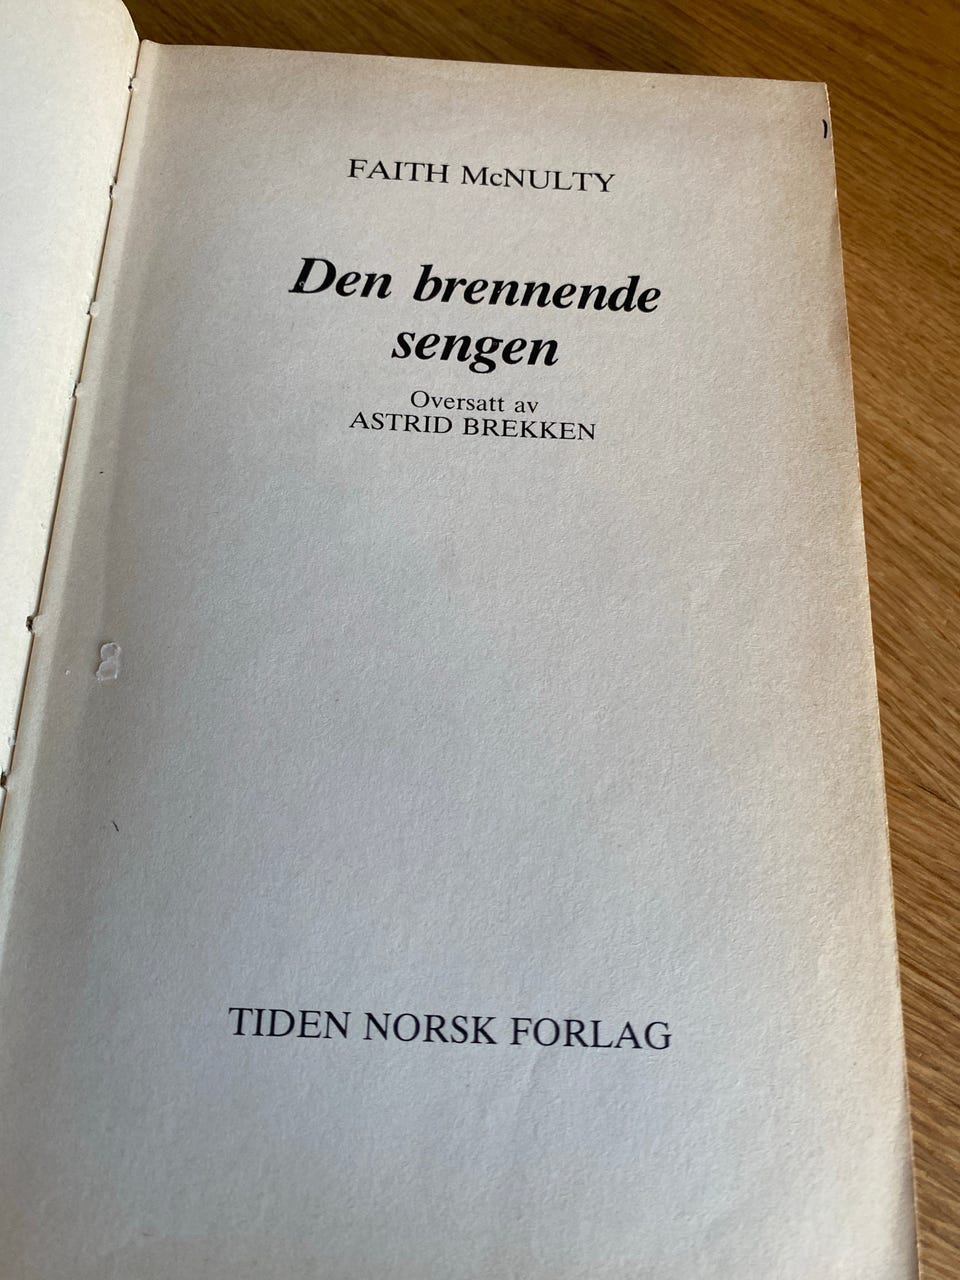 FAITH McNULTY
Den brennende
sengen
Oversatt av
ASTRID BREKKEN
TIDEN NORSK FORLAG